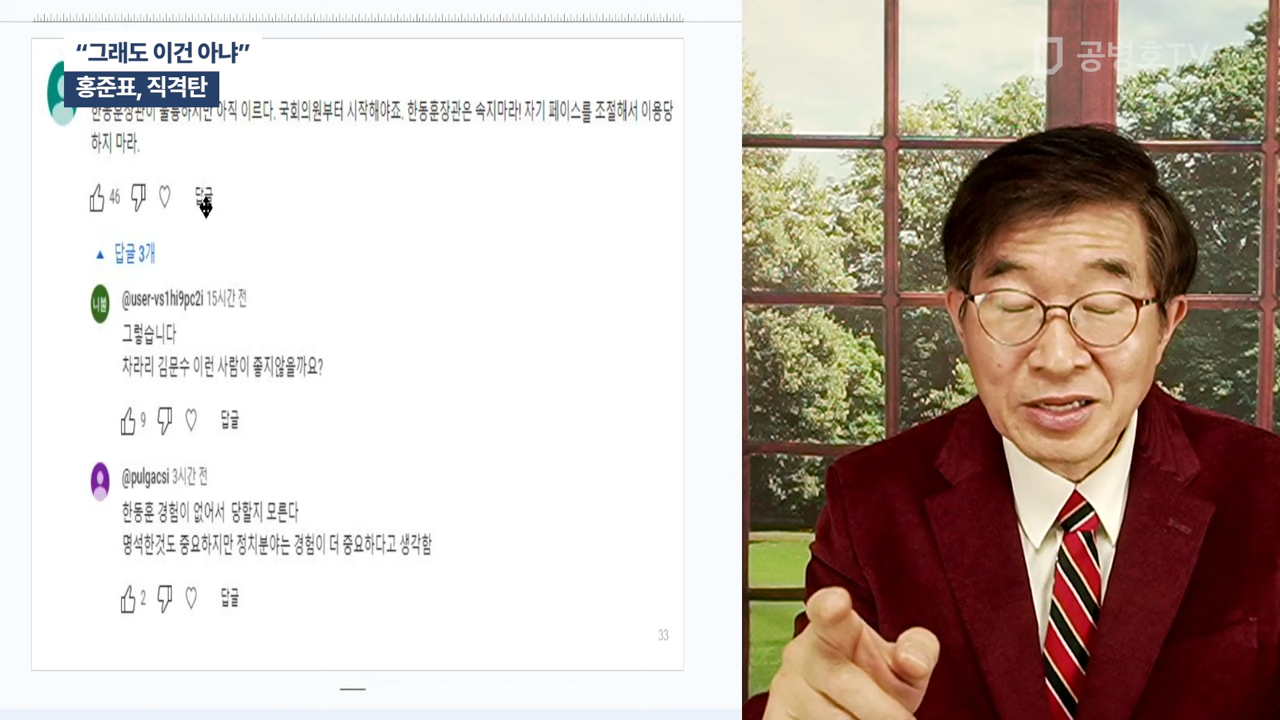 “그래도 이건 아냐”
홍준표, 직격탄
공병호TV
한동훈장관이 훌륭하지만 아직 이르다. 국회의원부터 시작해야죠. 한동훈장관은 속지마라! 자기 페이스를 조절해서 이용당
하지 마라.
46 답글
답글 3개
@user-vs1hi9pc2i 15시간 전
그렇습니다
차라리 김문수 이런 사람이 좋지않을까요?
9 답글
@pulgacsi 3시간 전
한동훈 경험이 없어서 당할지 모른다
명석한것도 중요하지만 정치분야는 경험이 더 중요하다고 생각함
2 답글
33